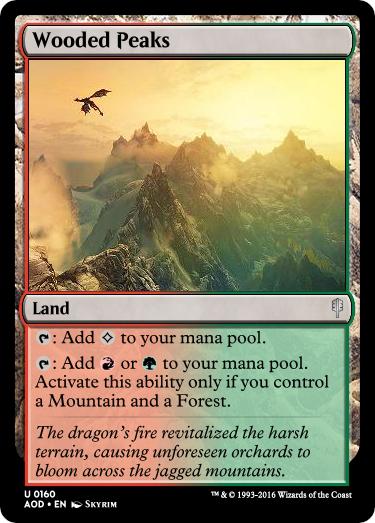 Wooded Peaks
Land
: Add to your mana pool.
: Add or to your mana pool.
Activate this ability only if you control
a Mountain and a Forest.
The dragon's fire revitalized the harsh
terrain, causing unforeseen orchards to
bloom across the jagged mountains.
U 0160
AOD • EN SKYRIM
™ & © 1993-2016 Wizards of the Coast